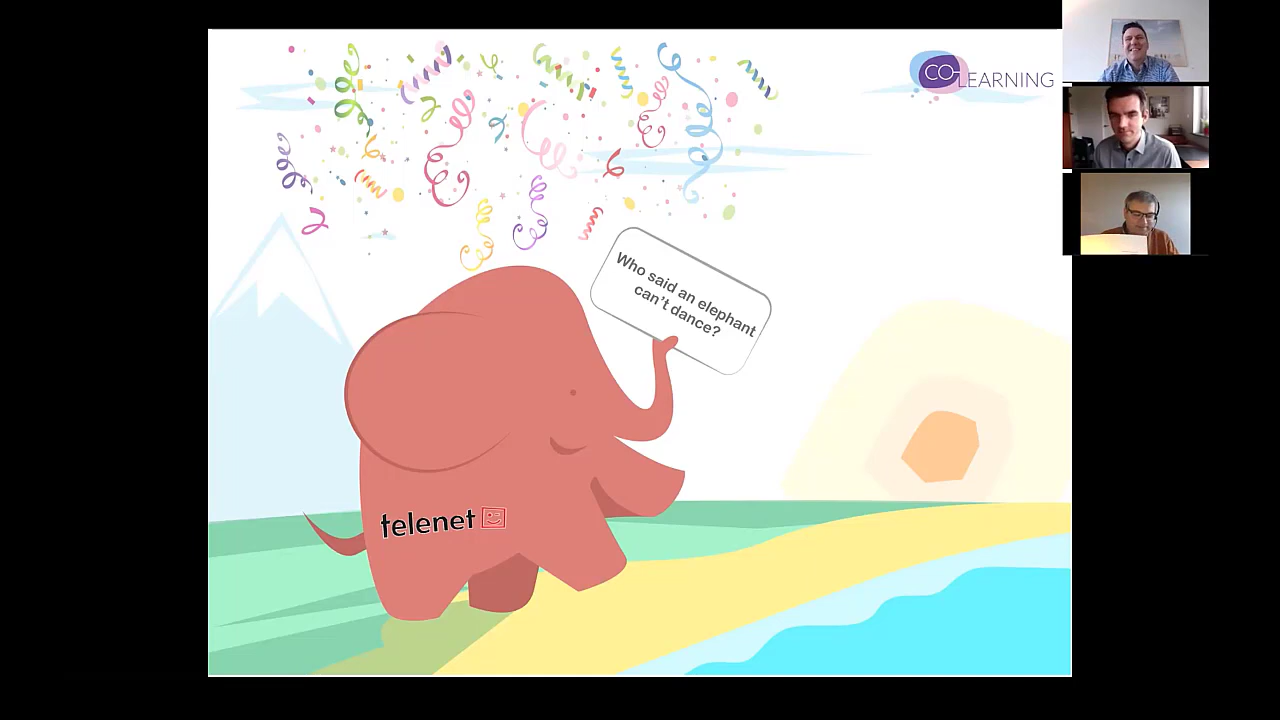 CO-
LEARNING
Who said an elephant
can't dance?
telenet